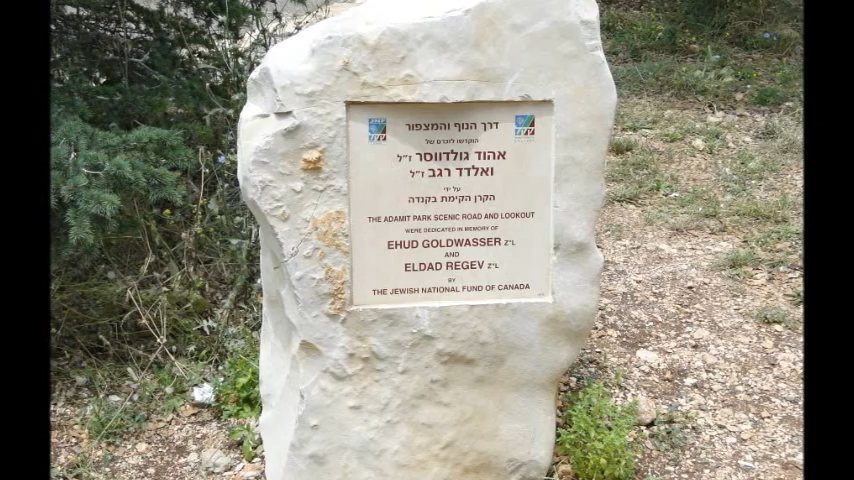 דרך הנוף והמצפור
הוקדשו לזכרם של
אהוד גולדווסר ז"ל
ואלדד רגב ז"ל
על ידי
הקרן הקימת בקנדה
THE ADAMIT PARK SCENIC ROAD AND LOOKOUT
WERE DEDICATED IN MEMORY OF
EHUD GOLDWASSER Z"L
AND
ELDAD REGEV Z"L
BY
THE JEWISH NATIONAL FUND OF CANADA